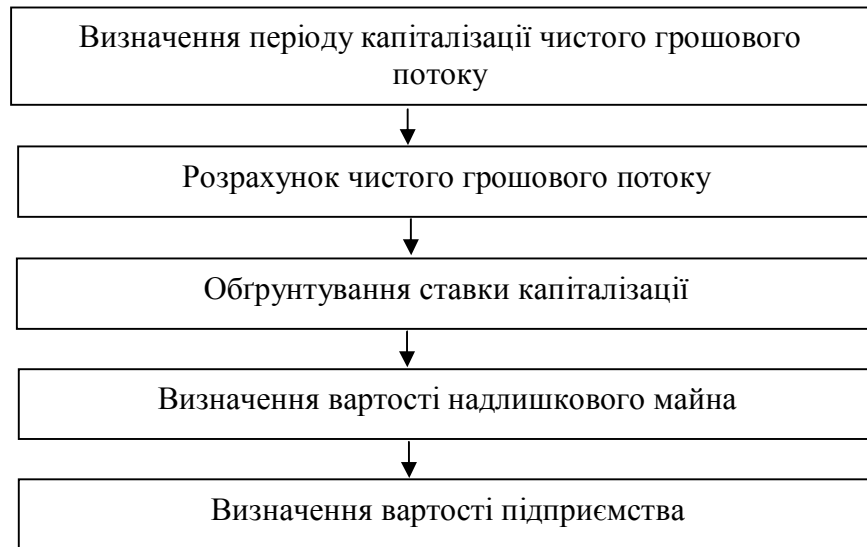 Визначення періоду капіталізації чистого грошового
потоку
Розрахунок чистого грошового потоку
Обґрунтування ставки капіталізації
Визначення вартості надлишкового майна
Визначення вартості підприємства